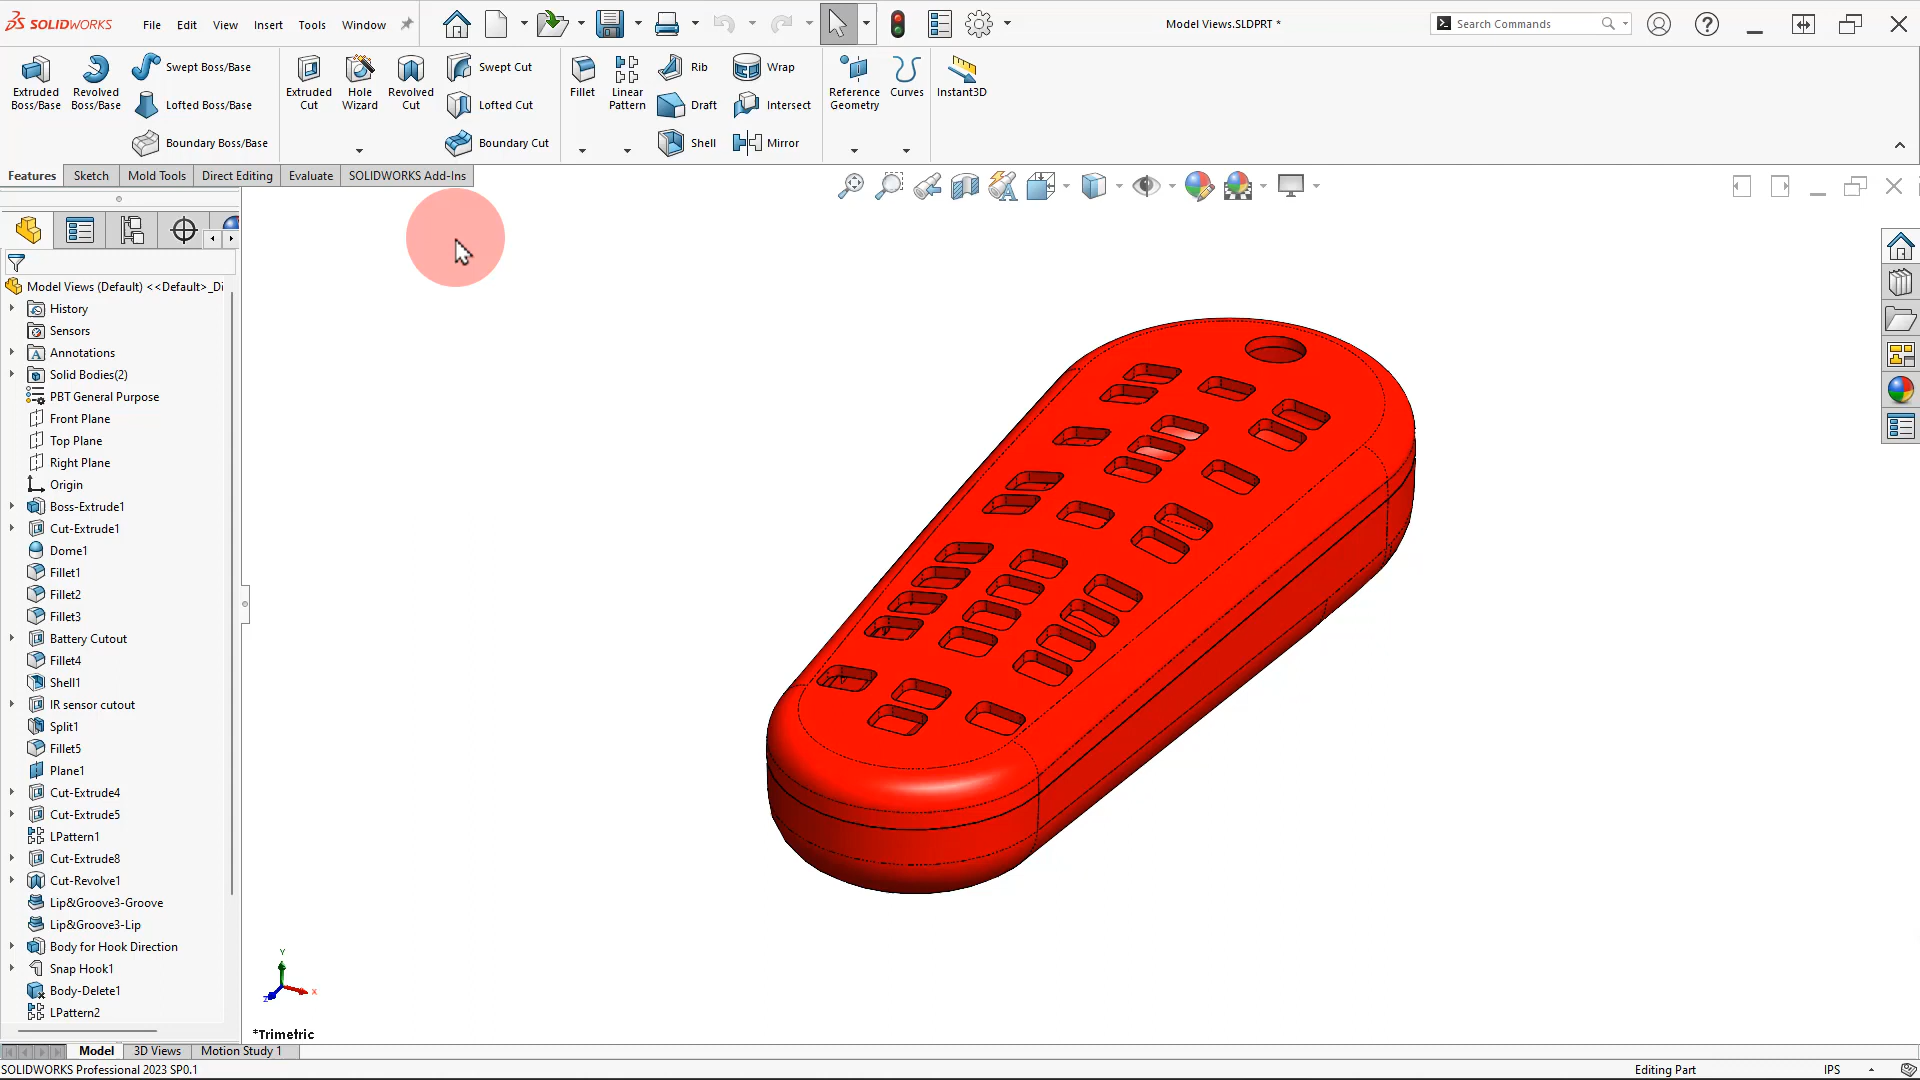 SOLIDWORKS
File Edit View Insert Tools Window
Model Views.SLDPRT *
Search Commands
Extruded Boss/Base
Revolved Boss/Base
Swept Boss/Base
Lofted Boss/Base
Boundary Boss/Base
Extruded Cut
Hole Wizard
Revolved Cut
Swept Cut
Lofted Cut
Boundary Cut
Fillet
Linear Pattern
Rib
Draft
Shell
Wrap
Intersect
Mirror
Reference Geometry
Curves
Instant3D
Features Sketch Mold Tools Direct Editing Evaluate SOLIDWORKS Add-Ins
Model Views (Default) <<Default>_Di
History
Sensors
Annotations
Solid Bodies(2)
PBT General Purpose
Front Plane
Top Plane
Right Plane
Origin
Boss-Extrude1
Cut-Extrude1
Dome1
Fillet1
Fillet2
Fillet3
Battery Cutout
Fillet4
Shell1
IR sensor cutout
Split1
Fillet5
Plane1
Cut-Extrude4
Cut-Extrude5
LPattern1
Cut-Extrude8
Cut-Revolve1
Lip&Groove3-Groove
Lip&Groove3-Lip
Body for Hook Direction
Snap Hook1
Body-Delete1
LPattern2
Y
X
Z
*Trimetric
Model 3D Views Motion Study 1
SOLIDWORKS Professional 2023 SP0.1
Editing Part
IPS